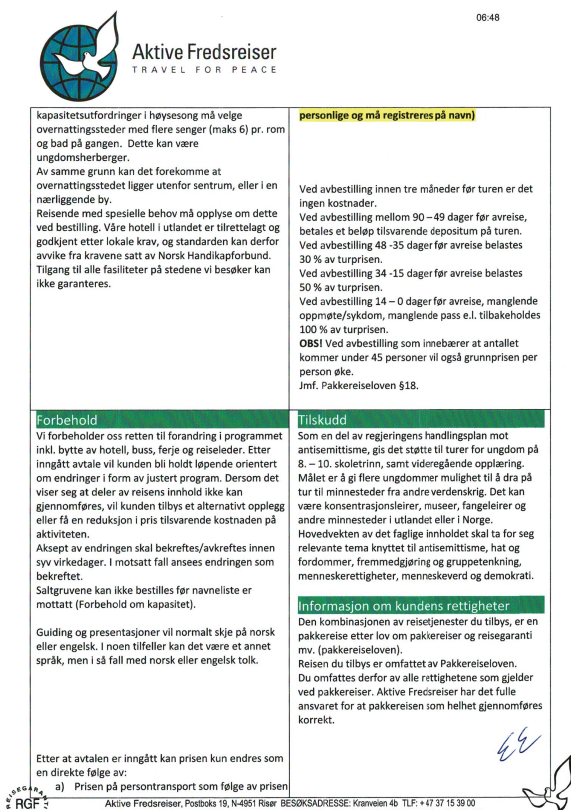 06:48
Aktive Fredsreiser
TRAVEL FOR PEACE
kapasitetsutfordringer i høysesong må velge
overnattingssteder med flere senger (maks 6) pr. rom
og bad på gangen. Dette kan være
ungdomsherberger.
Av samme grunn kan det forekomme at
overnattingsstedet ligger utenfor sentrum, eller i en
nærliggende by.
Reisende med spesielle behov må opplyse om dette
ved bestilling. Våre hotell i utlandet er tilrettelagt og
godkjent etter lokale krav, og standarden kan derfor
avvike fra kravene satt av Norsk Handikapforbund.
Tilgang til alle fasiliteter på stedene vi besøker kan
ikke garanteres.
personlige og må registreres på navn)
Ved avbestilling innen tre måneder før turen er det
ingen kostnader.
Ved avbestilling mellom 90 – 49 dager før avreise,
betales et beløp tilsvarende depositum på turen.
Ved avbestilling 48 -35 dager før avreise belastes
30 % av turprisen.
Ved avbestilling 34 -15 dager før avreise belastes
50 % av turprisen.
Ved avbestilling 14 – 0 dager før avreise, manglende
oppmøte/sykdom, manglende pass e.l. tilbakeholdes
100 % av turprisen.
OBS! Ved avbestilling som innebærer at antallet
kommer under 45 personer vil også grunnprisen per
person øke.
Jmf. Pakkereiseloven §18.
Forbehold
Vi forbeholder oss retten til forandring i programmet
inkl. bytte av hotell, buss, ferje og reiseleder. Etter
inngått avtale vil kunden bli holdt løpende orientert
om endringer i form av justert program. Dersom det
viser seg at deler av reisens innhold ikke kan
gjennomføres, vil kunden tilbys et alternativt opplegg
eller få en reduksjon i pris tilsvarende kostnaden på
aktiviteten.
Aksept av endringen skal bekreftes/avkreftes innen
syv virkedager. I motsatt fall ansees endringen som
bekreftet.
Saltgruvene kan ikke bestilles før navneliste er
mottatt (Forbehold om kapasitet).
Guiding og presentasjoner vil normalt skje på norsk
eller engelsk. I noen tilfeller kan det være et annet
språk, men i så fall med norsk eller engelsk tolk.
Etter at avtalen er inngått kan prisen kun endres som
en direkte følge av:
a) Prisen på persontransport som følge av prisen
Tilskudd
Som en del av regjeringens handlingsplan mot
antisemittisme, gis det støtte til turer for ungdom på
8. – 10. skoletrinn, samt videregående opplæring.
Målet er å gi flere ungdommer mulighet til å dra på
tur til minnesteder fra andre verdenskrig. Det kan
være konsentrasjonsleirer, museer, fangeleirer og
andre minnesteder i utlandet eller i Norge.
Hovedvekten av det faglige innholdet skal ta for seg
relevante tema knyttet til antisemittisme, hat og
fordommer, fremmedgjøring og gruppetenkning,
menneskerettigheter, menneskeverd og demokrati.
Informasjon om kundens rettigheter
Den kombinasjonen av reisetjenester du tilbys, er en
pakkereise etter lov om pakkereiser og reisegaranti
mv. (pakkereiseloven).
Reisen du tilbys er omfattet av Pakkereiseloven.
Du omfattes derfor av alle rettighetene som gjelder
ved pakkereiser. Aktive Fredsreiser har det fulle
ansvaret for at pakkereisen som helhet gjennomføres
korrekt.
REISEGARANTI
RGF
Aktive Fredsreiser, Postboks 19, N-4951 Risør BESØKSADRESSE: Kranveien 4b TLF: + 47 37 15 39 00